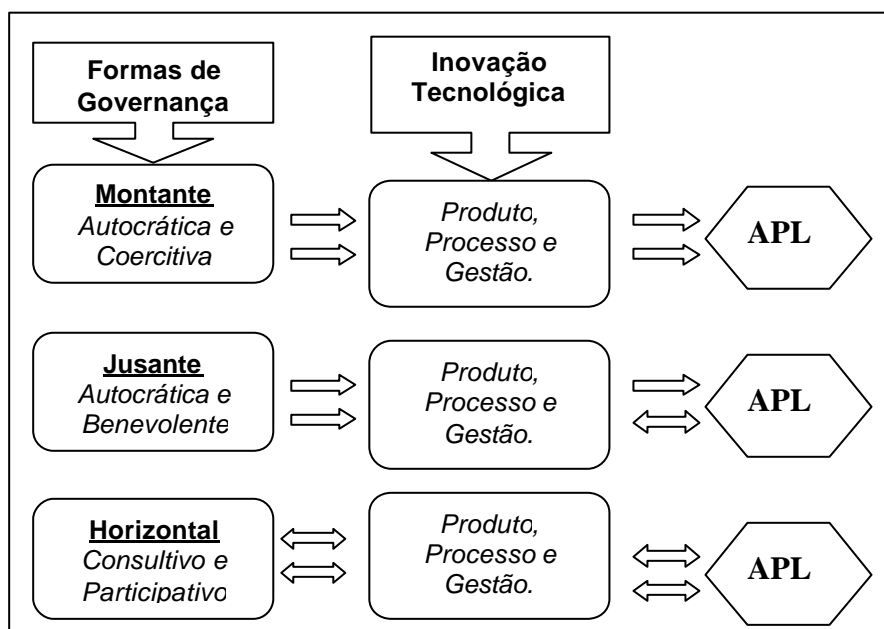 Formas de
Governança
Inovação
Tecnológica
Montante
Autocrática e
Coercitiva
Produto,
Processo e
Gestão.
APL
Jusante
Autocrática e
Benevolente
Produto,
Processo e
Gestão.
APL
Horizontal
Consultivo e
Participativo
Produto,
Processo e
Gestão.
APL